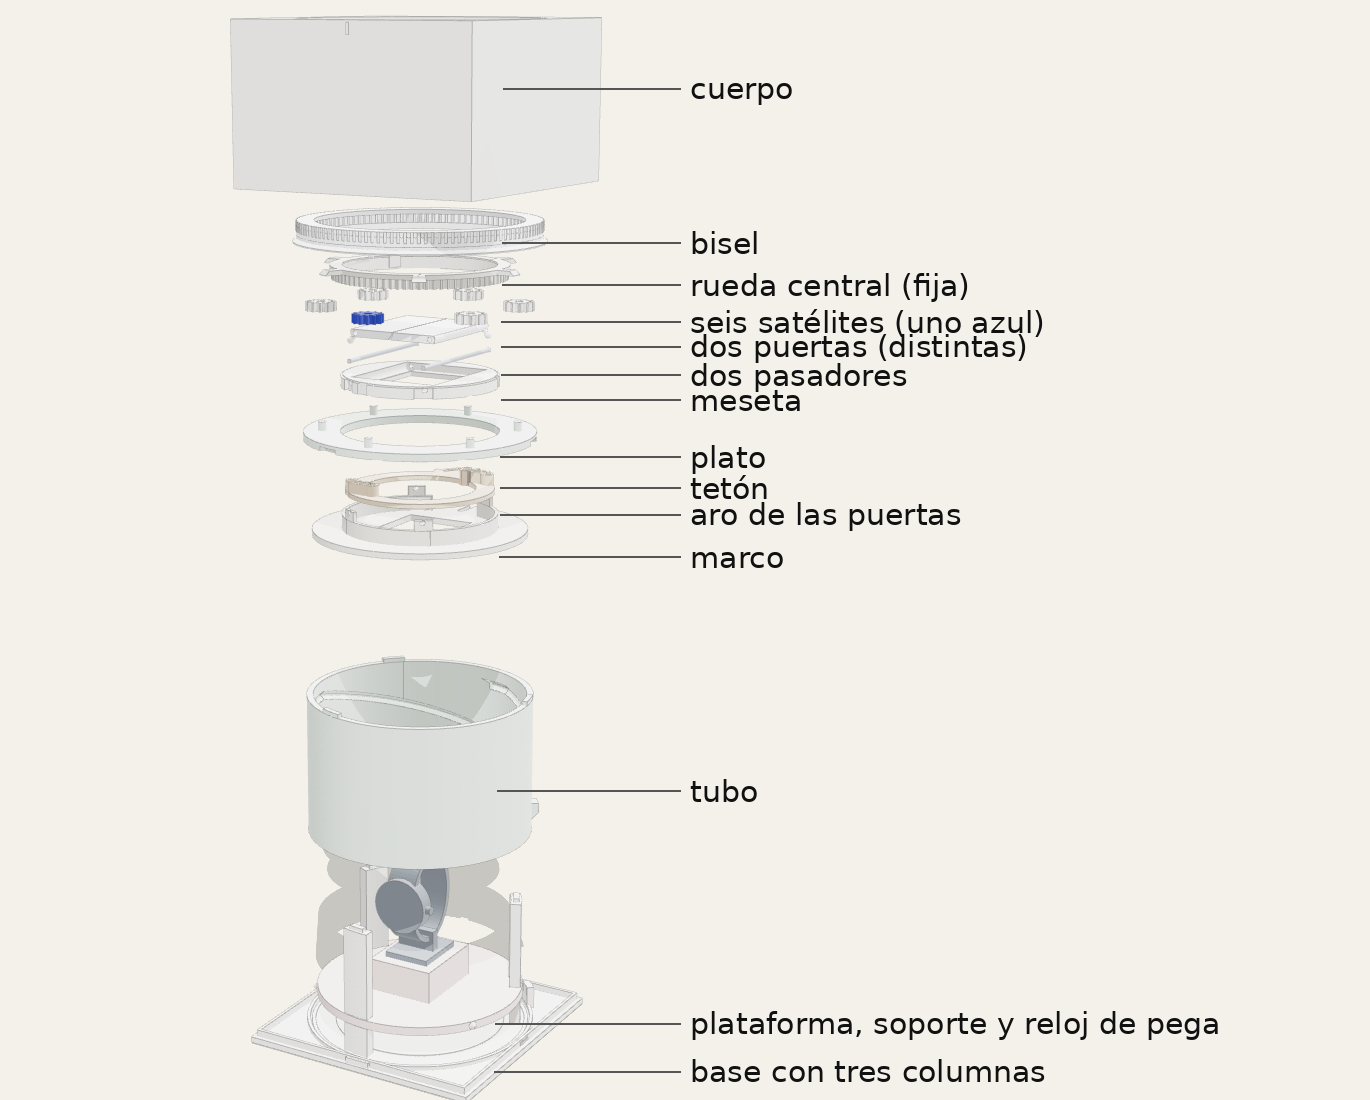 cuerpo
bisel
rueda central (fija)
seis satélites (uno azul)
dos puertas (distintas)
dos pasadores
meseta
plato
tetón
aro de las puertas
marco
tubo
plataforma, soporte y reloj de pega
base con tres columnas